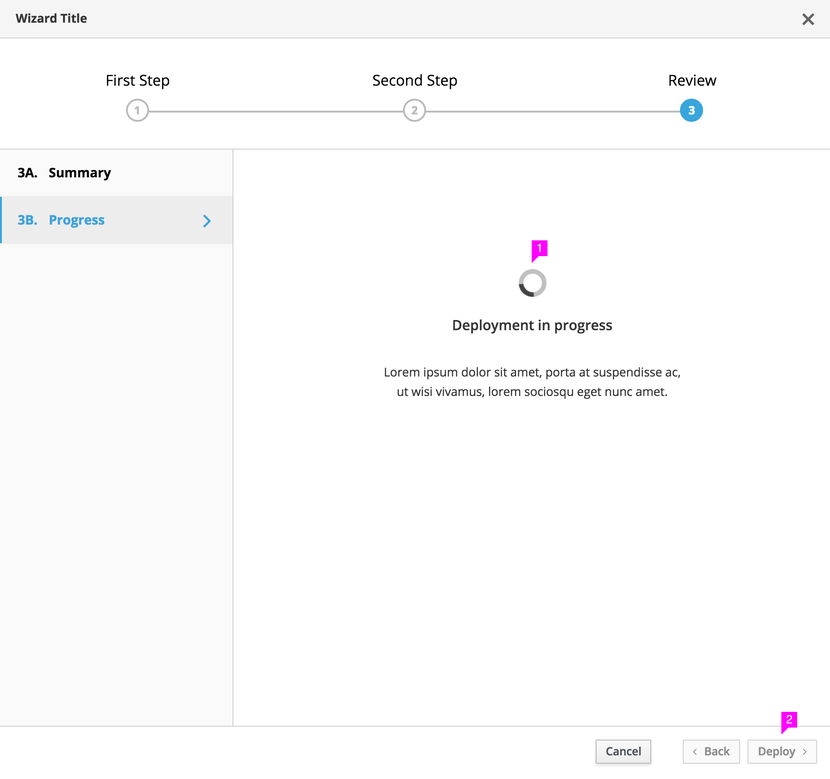 Wizard Title
First Step
Second Step
Review
1
2
3
3A. Summary
3B. Progress
1
Deployment in progress
Lorem ipsum dolor sit amet, porta at suspendisse ac,
ut wisi vivamus, lorem sociosqu eget nunc amet.
2
Cancel
Back
Deploy